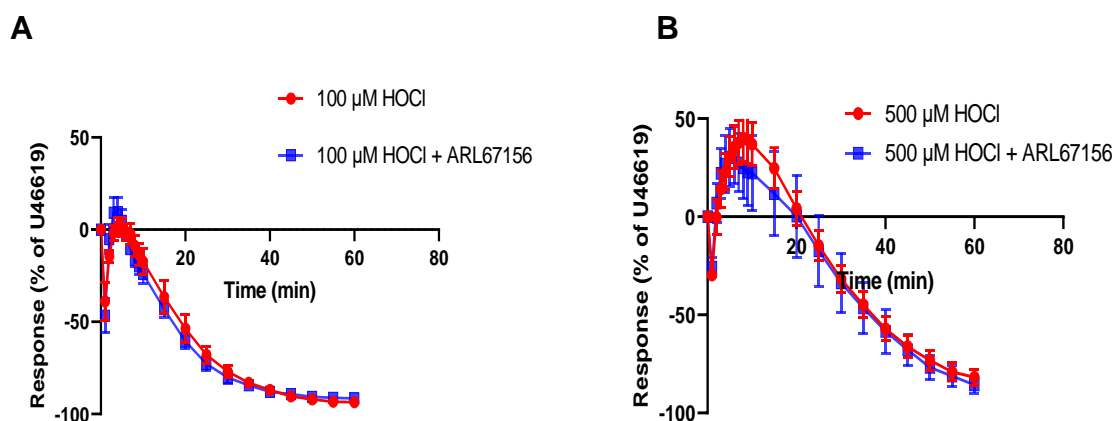 A
100 µM HOCl
100 µM HOCl + ARL67156
Response (% of U46619)
50
0
-50
-100
20
40
60
80
Time (min)
B
500 µM HOCl
500 µM HOCl + ARL67156
Response (% of U46619)
50
0
-50
-100
20
40
60
80
Time (min)